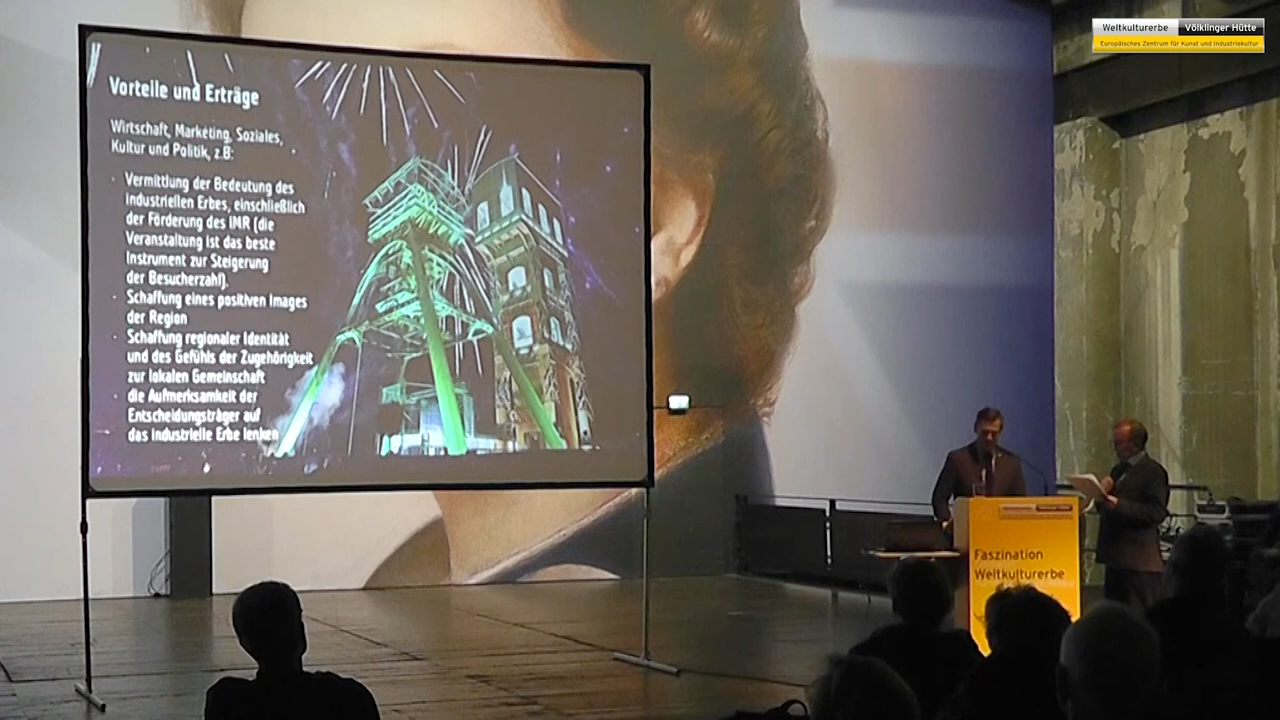 Weltkulturerbe Völklinger Hütte
Europäisches Zentrum für Kunst und Industriekultur
Vorteile und Erträge
Wirtschaft, Marketing, Soziales,
Kultur und Politik, z.B:
· Vermittlung der Bedeutung des
industriellen Erbes, einschließlich
der Förderung des IMR (die
Veranstaltung ist das beste
Instrument zur Steigerung
der Besucherzahl).
· Schaffung eines positiven Images
der Region
· Schaffung regionaler Identität
und des Gefühls der Zugehörigkeit
zur lokalen Gemeinschaft
· die Aufmerksamkeit der
Entscheidungsträger auf
das industrielle Erbe lenken
Faszination
Weltkulturerbe